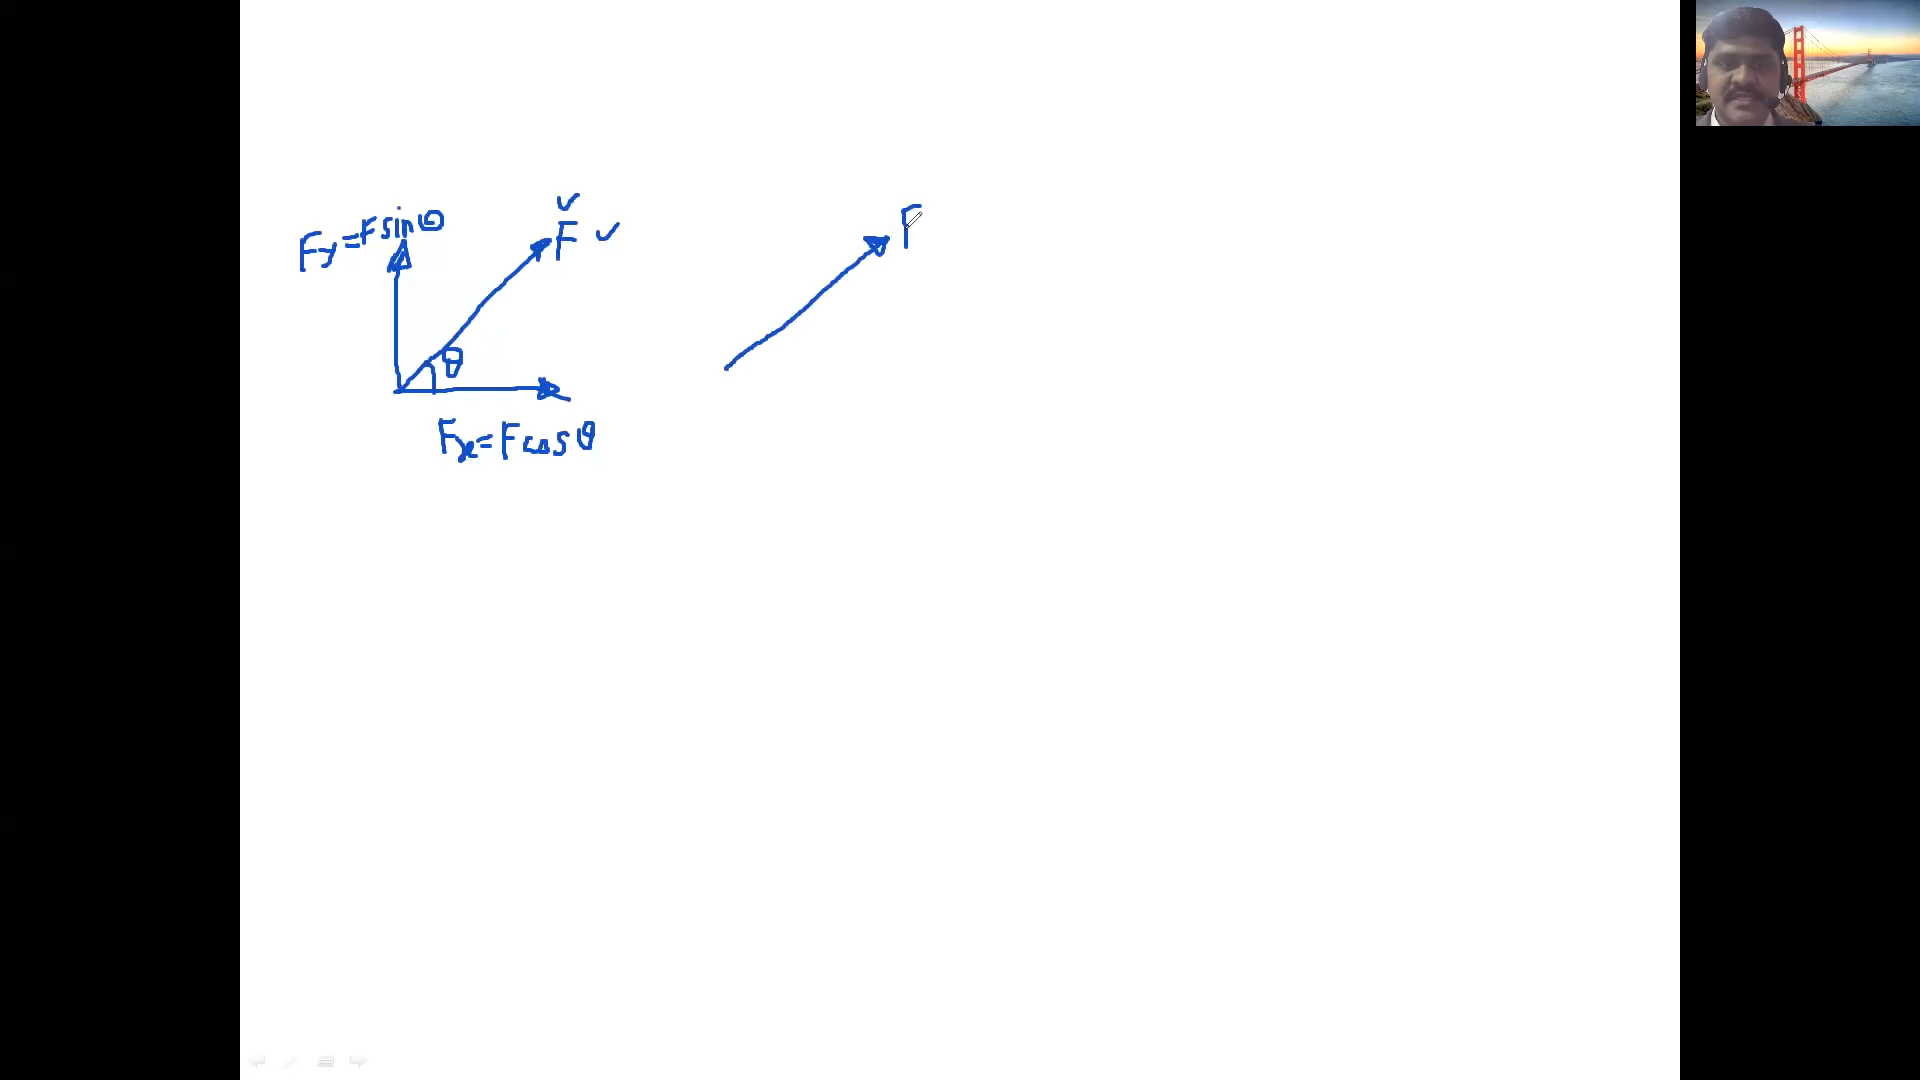 Fy = F sin θ
F
θ
Fx = F cos θ
F